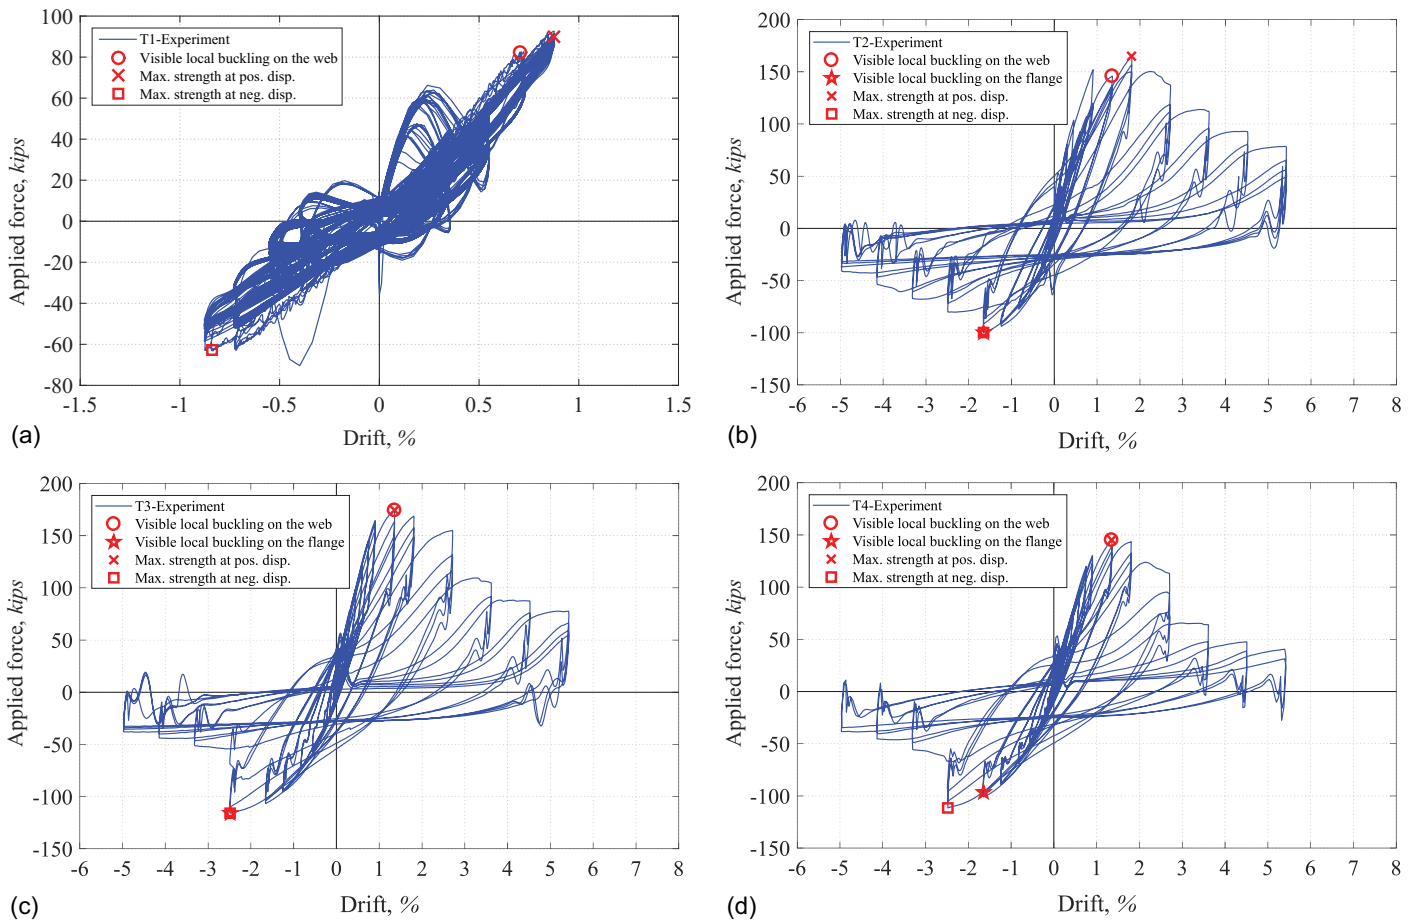 100
80
60
40
20
0
-20
-40
-60
-80
Applied force, kips
T1-Experiment
Visible local buckling on the web
Max. strength at pos. disp.
Max. strength at neg. disp.
-1.5
-1
-0.5
0
0.5
1
1.5
Drift, %
(a)
200
150
100
50
0
-50
-100
-150
Applied force, kips
T2-Experiment
Visible local buckling on the web
Visible local buckling on the flange
Max. strength at pos. disp.
Max. strength at neg. disp.
-6 -5 -4 -3 -2 -1 0 1 2 3 4 5 6 7 8
Drift, %
(b)
200
150
100
50
0
-50
-100
-150
Applied force, kips
T3-Experiment
Visible local buckling on the web
Visible local buckling on the flange
Max. strength at pos. disp.
Max. strength at neg. disp.
-6 -5 -4 -3 -2 -1 0 1 2 3 4 5 6 7 8
Drift, %
(c)
200
150
100
50
0
-50
-100
-150
Applied force, kips
T4-Experiment
Visible local buckling on the web
Visible local buckling on the flange
Max. strength at pos. disp.
Max. strength at neg. disp.
-6 -5 -4 -3 -2 -1 0 1 2 3 4 5 6 7 8
Drift, %
(d)